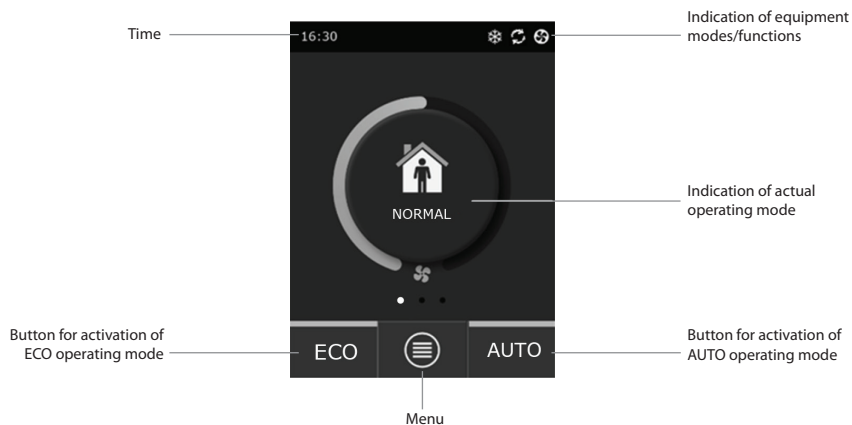 Time
16:30
Indication of equipment
modes/functions
NORMAL
Indication of actual
operating mode
Button for activation of
ECO operating mode
ECO
AUTO
Button for activation of
AUTO operating mode
Menu